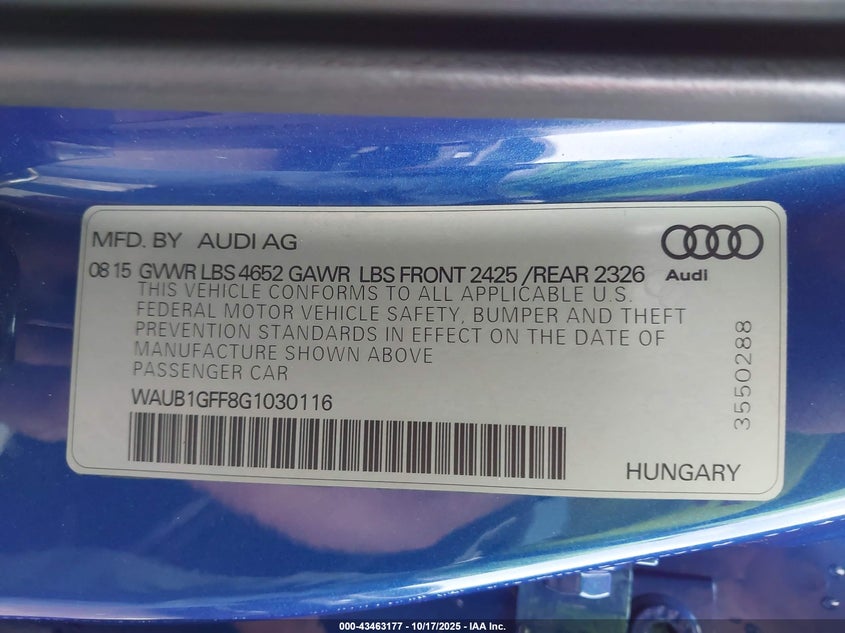 MFD. BY AUDI AG
Audi
08 15 GVWR LBS 4652 GAWR LBS FRONT 2425 /REAR 2326
THIS VEHICLE CONFORMS TO ALL APPLICABLE U.S.
FEDERAL MOTOR VEHICLE SAFETY, BUMPER AND THEFT
PREVENTION STANDARDS IN EFFECT ON THE DATE OF
MANUFACTURE SHOWN ABOVE
PASSENGER CAR
WAUB1GFF8G1030116
3550288
HUNGARY
000-43463177 - 10/17/2025 - IAA Inc.